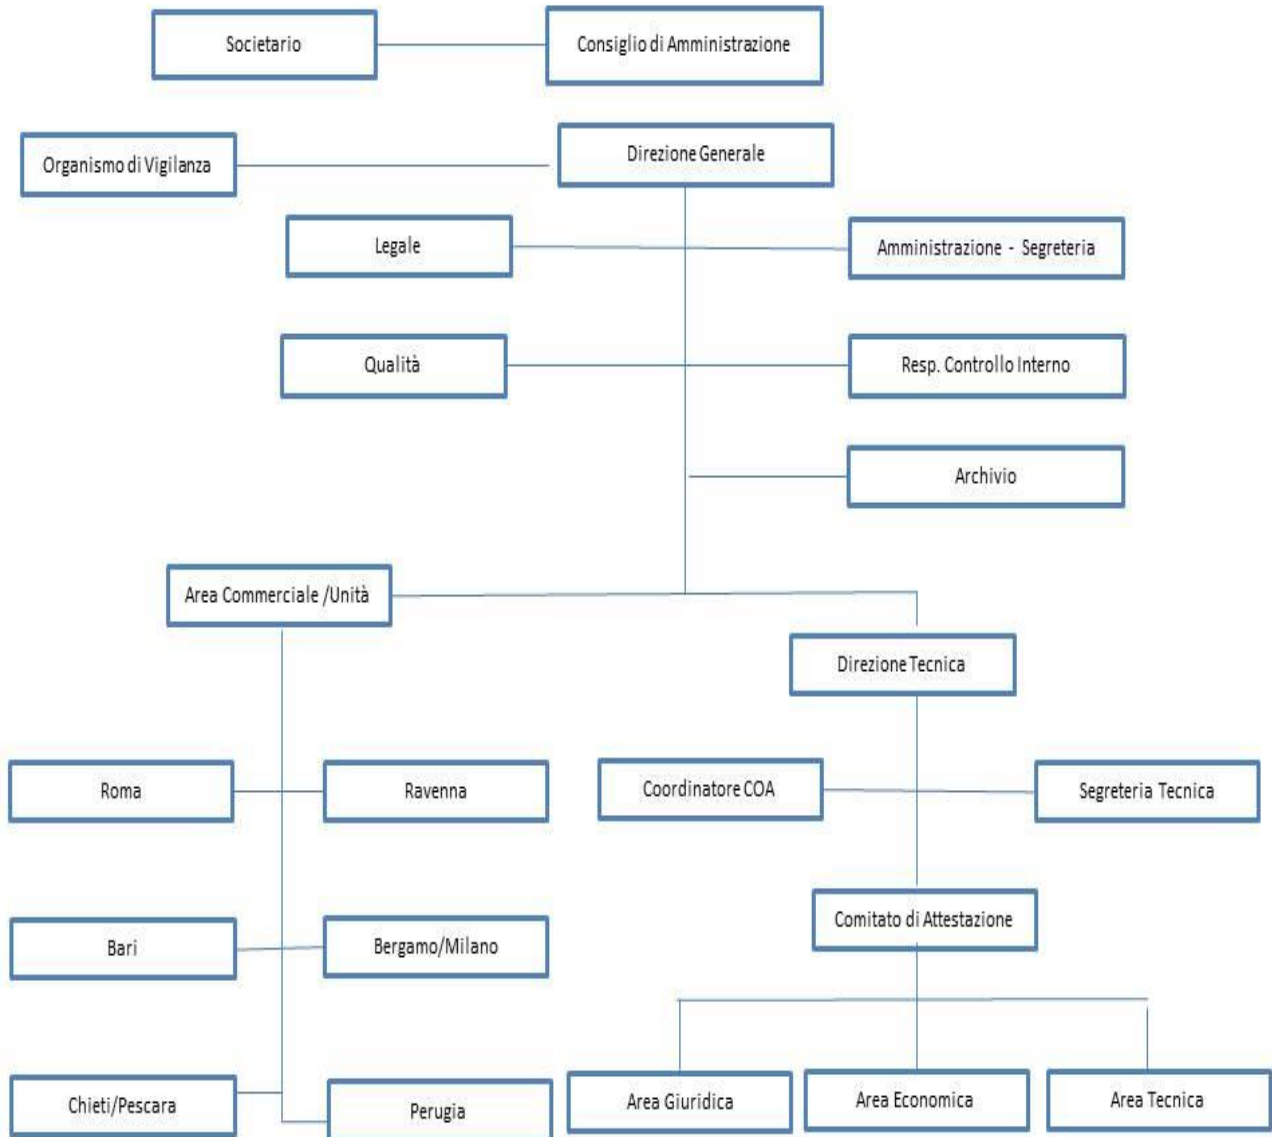 Societario
Consiglio di Amministrazione
Organismo di Vigilanza
Direzione Generale
Legale
Amministrazione - Segreteria
Qualità
Resp. Controllo Interno
Archivio
Area Commerciale /Unità
Direzione Tecnica
Roma
Ravenna
Coordinatore COA
Segreteria Tecnica
Bari
Bergamo/Milano
Comitato di Attestazione
Chieti/Pescara
Perugia
Area Giuridica
Area Economica
Area Tecnica